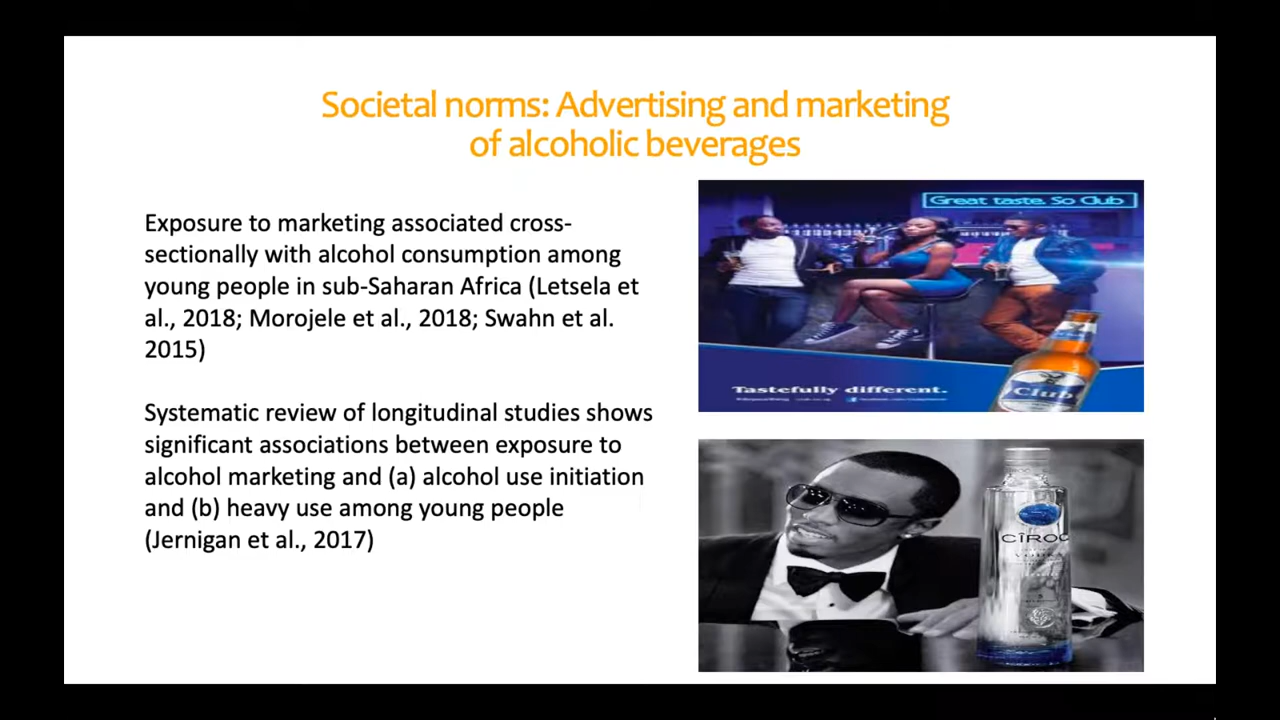 Societal norms: Advertising and marketing
of alcoholic beverages
Exposure to marketing associated cross-
sectionally with alcohol consumption among
young people in sub-Saharan Africa (Letsela et
al., 2018; Morojele et al., 2018; Swahn et al.
2015)
Systematic review of longitudinal studies shows
significant associations between exposure to
alcohol marketing and (a) alcohol use initiation
and (b) heavy use among young people
(Jernigan et al., 2017)
Great taste. So Club
Tastefully different.
Club
CÎROC
VODKA